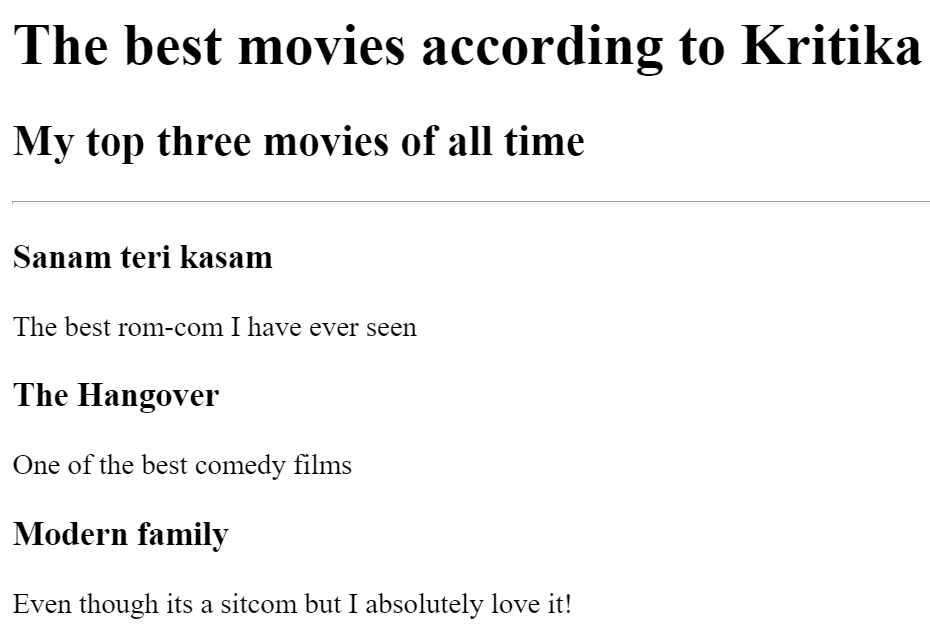 The best movies according to Kritika
My top three movies of all time
Sanam teri kasam
The best rom-com I have ever seen
The Hangover
One of the best comedy films
Modern family
Even though its a sitcom but I absolutely love it!